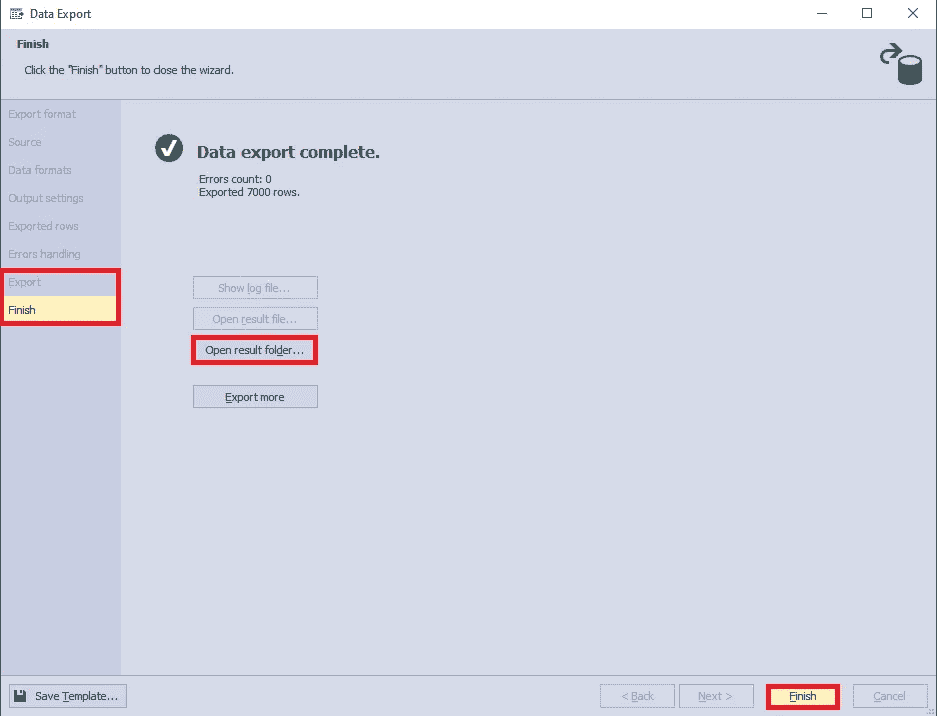 Data Export
Finish
Click the "Finish" button to close the wizard.
Export format
Source
Data formats
Output settings
Exported rows
Errors handling
Export
Finish
Data export complete.
Errors count: 0
Exported 7000 rows.
Show log file...
Open result file...
Open result folder...
Export more
Save Template...
< Back
Next >
Finish
Cancel